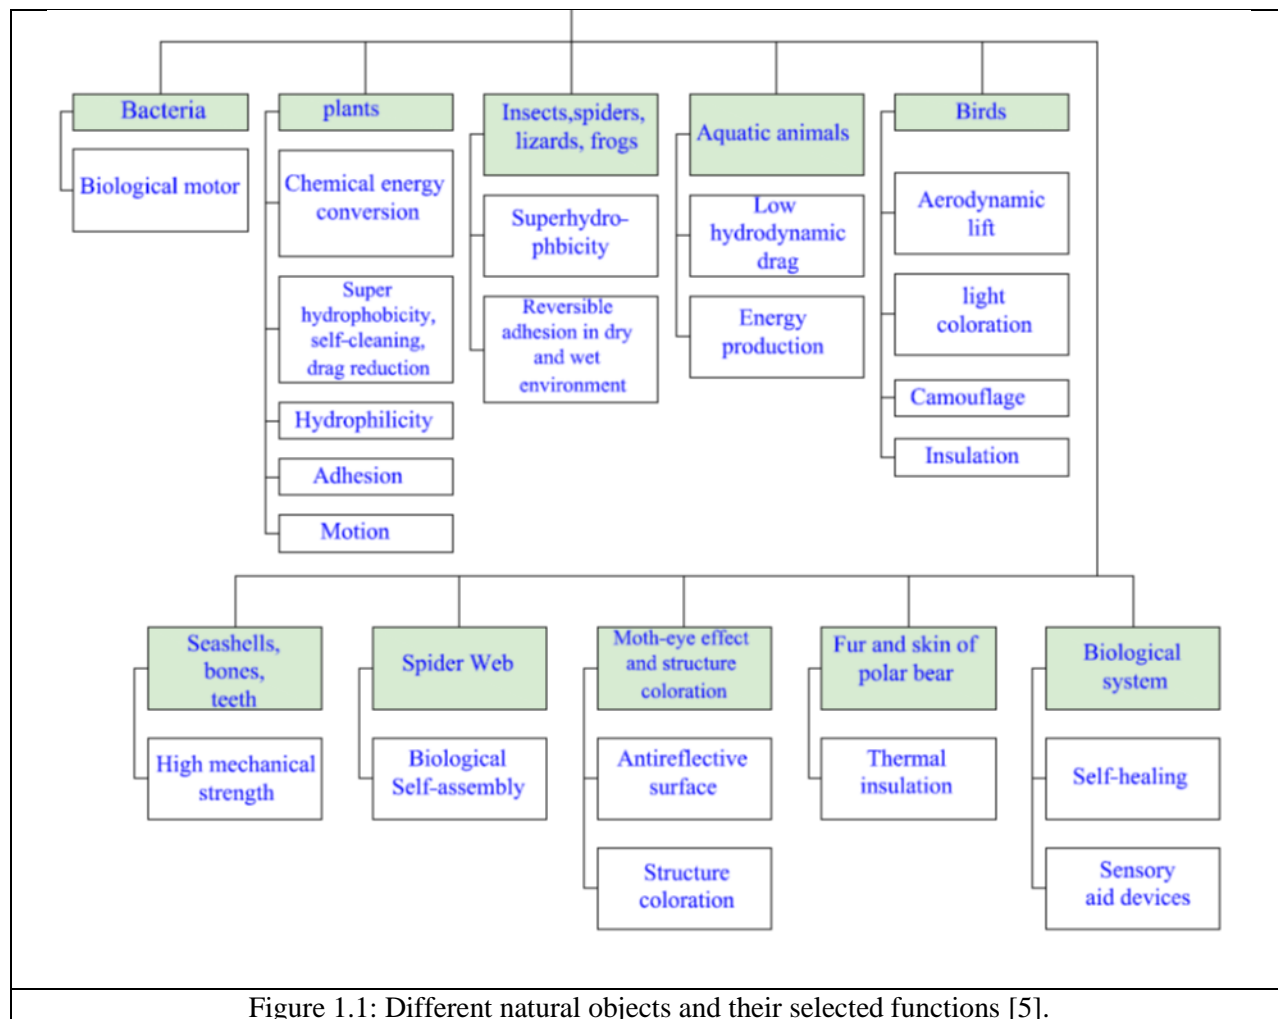 Bacteria
Biological motor
plants
Chemical energy
conversion
Super
hydrophobicity,
self-cleaning,
drag reduction
Hydrophilicity
Adhesion
Motion
Insects,spiders,
lizards, frogs
Superhydro-
phbicity
Reversible
adhesion in dry
and wet
environment
Aquatic animals
Low
hydrodynamic
drag
Energy
production
Birds
Aerodynamic
lift
light
coloration
Camouflage
Insulation
Seashells,
bones,
teeth
High mechanical
strength
Spider Web
Biological
Self-assembly
Moth-eye effect
and structure
coloration
Antireflective
surface
Structure
coloration
Fur and skin of
polar bear
Thermal
insulation
Biological
system
Self-healing
Sensory
aid devices
Figure 1.1: Different natural objects and their selected functions [5].